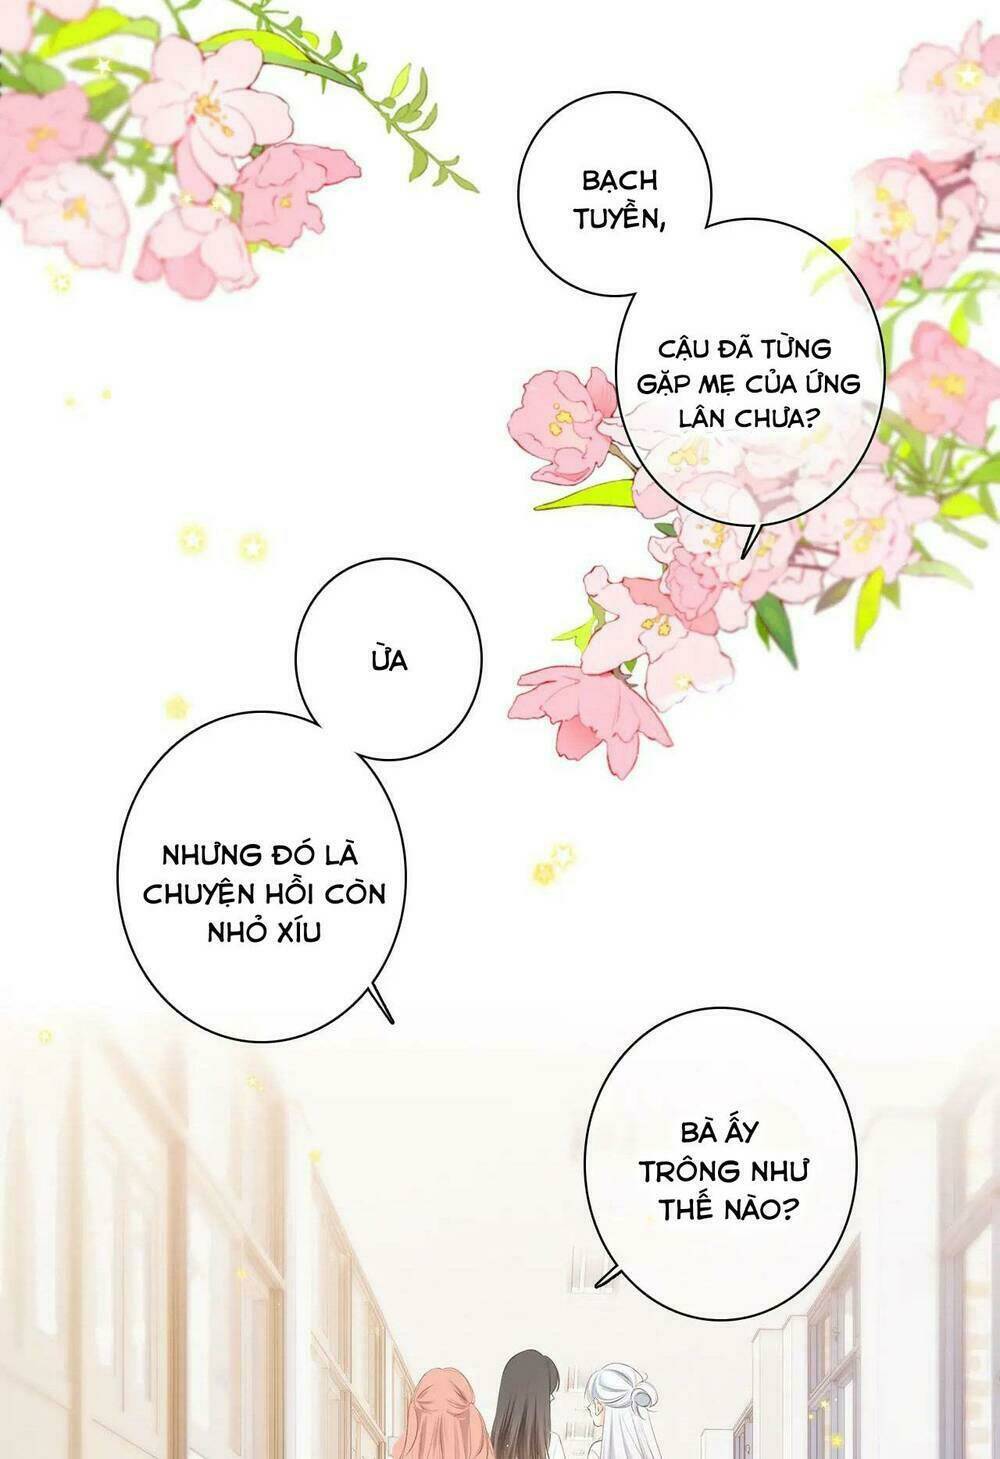 BẠCH
TUYỀN,
CẬU ĐÃ TỪNG
GẶP MẸ CỦA ỨNG
LÂN CHƯA?
ỪA
NHƯNG ĐÓ LÀ
CHUYỆN HỒI CÒN
NHỎ XÍU
BÀ ẤY
TRÔNG NHƯ
THẾ NÀO?